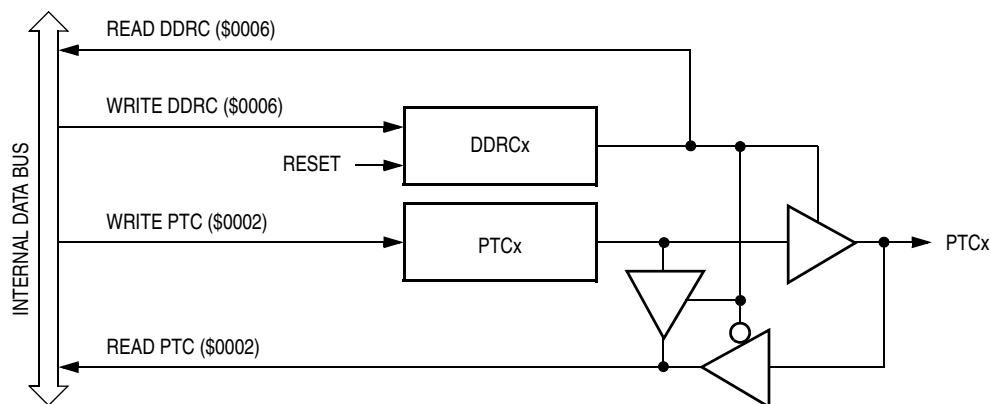 READ DDRC ($0006)
WRITE DDRC ($0006)
DDRCx
RESET
WRITE PTC ($0002)
PTCx
PTCx
READ PTC ($0002)
INTERNAL DATA BUS